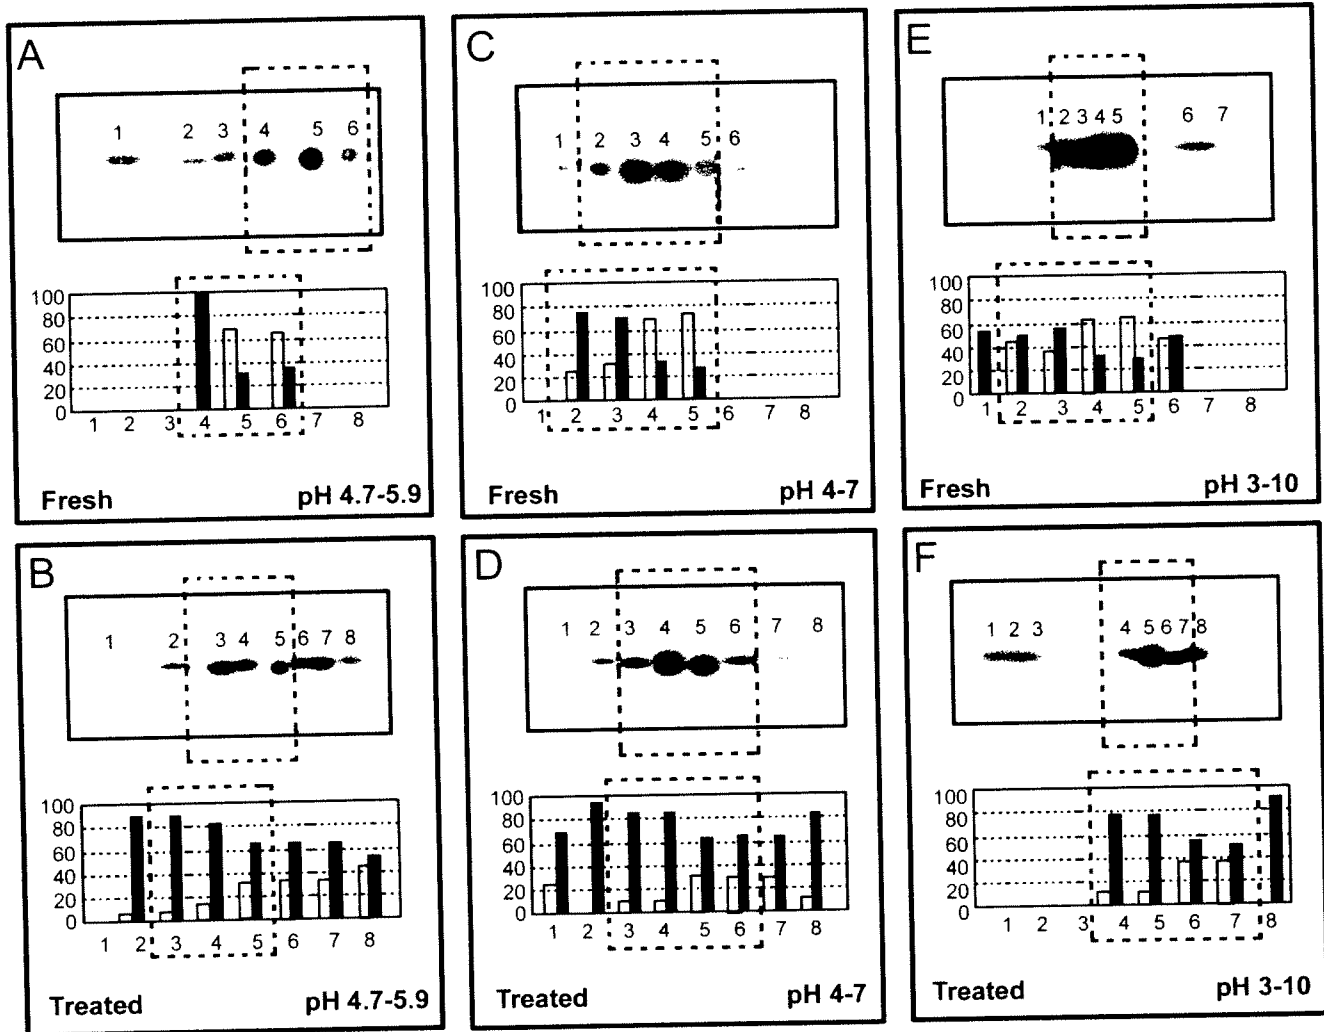 A
1 2 3 4 5 6
100
80
60
40
20
0
1 2 3 4 5 6 7 8
Fresh pH 4.7-5.9
C
1 2 3 4 5 6
100
80
60
40
20
0
1 2 3 4 5 6 7 8
Fresh pH 4-7
E
1 2 3 4 5 6 7
100
80
60
40
20
0
1 2 3 4 5 6 7 8
Fresh pH 3-10
B
1 2 3 4 5 6 7 8
100
80
60
40
20
0
1 2 3 4 5 6 7 8
Treated pH 4.7-5.9
D
1 2 3 4 5 6 7 8
100
80
60
40
20
0
1 2 3 4 5 6 7 8
Treated pH 4-7
F
1 2 3 4 5 6 7 8
100
80
60
40
20
0
1 2 3 4 5 6 7 8
Treated pH 3-10